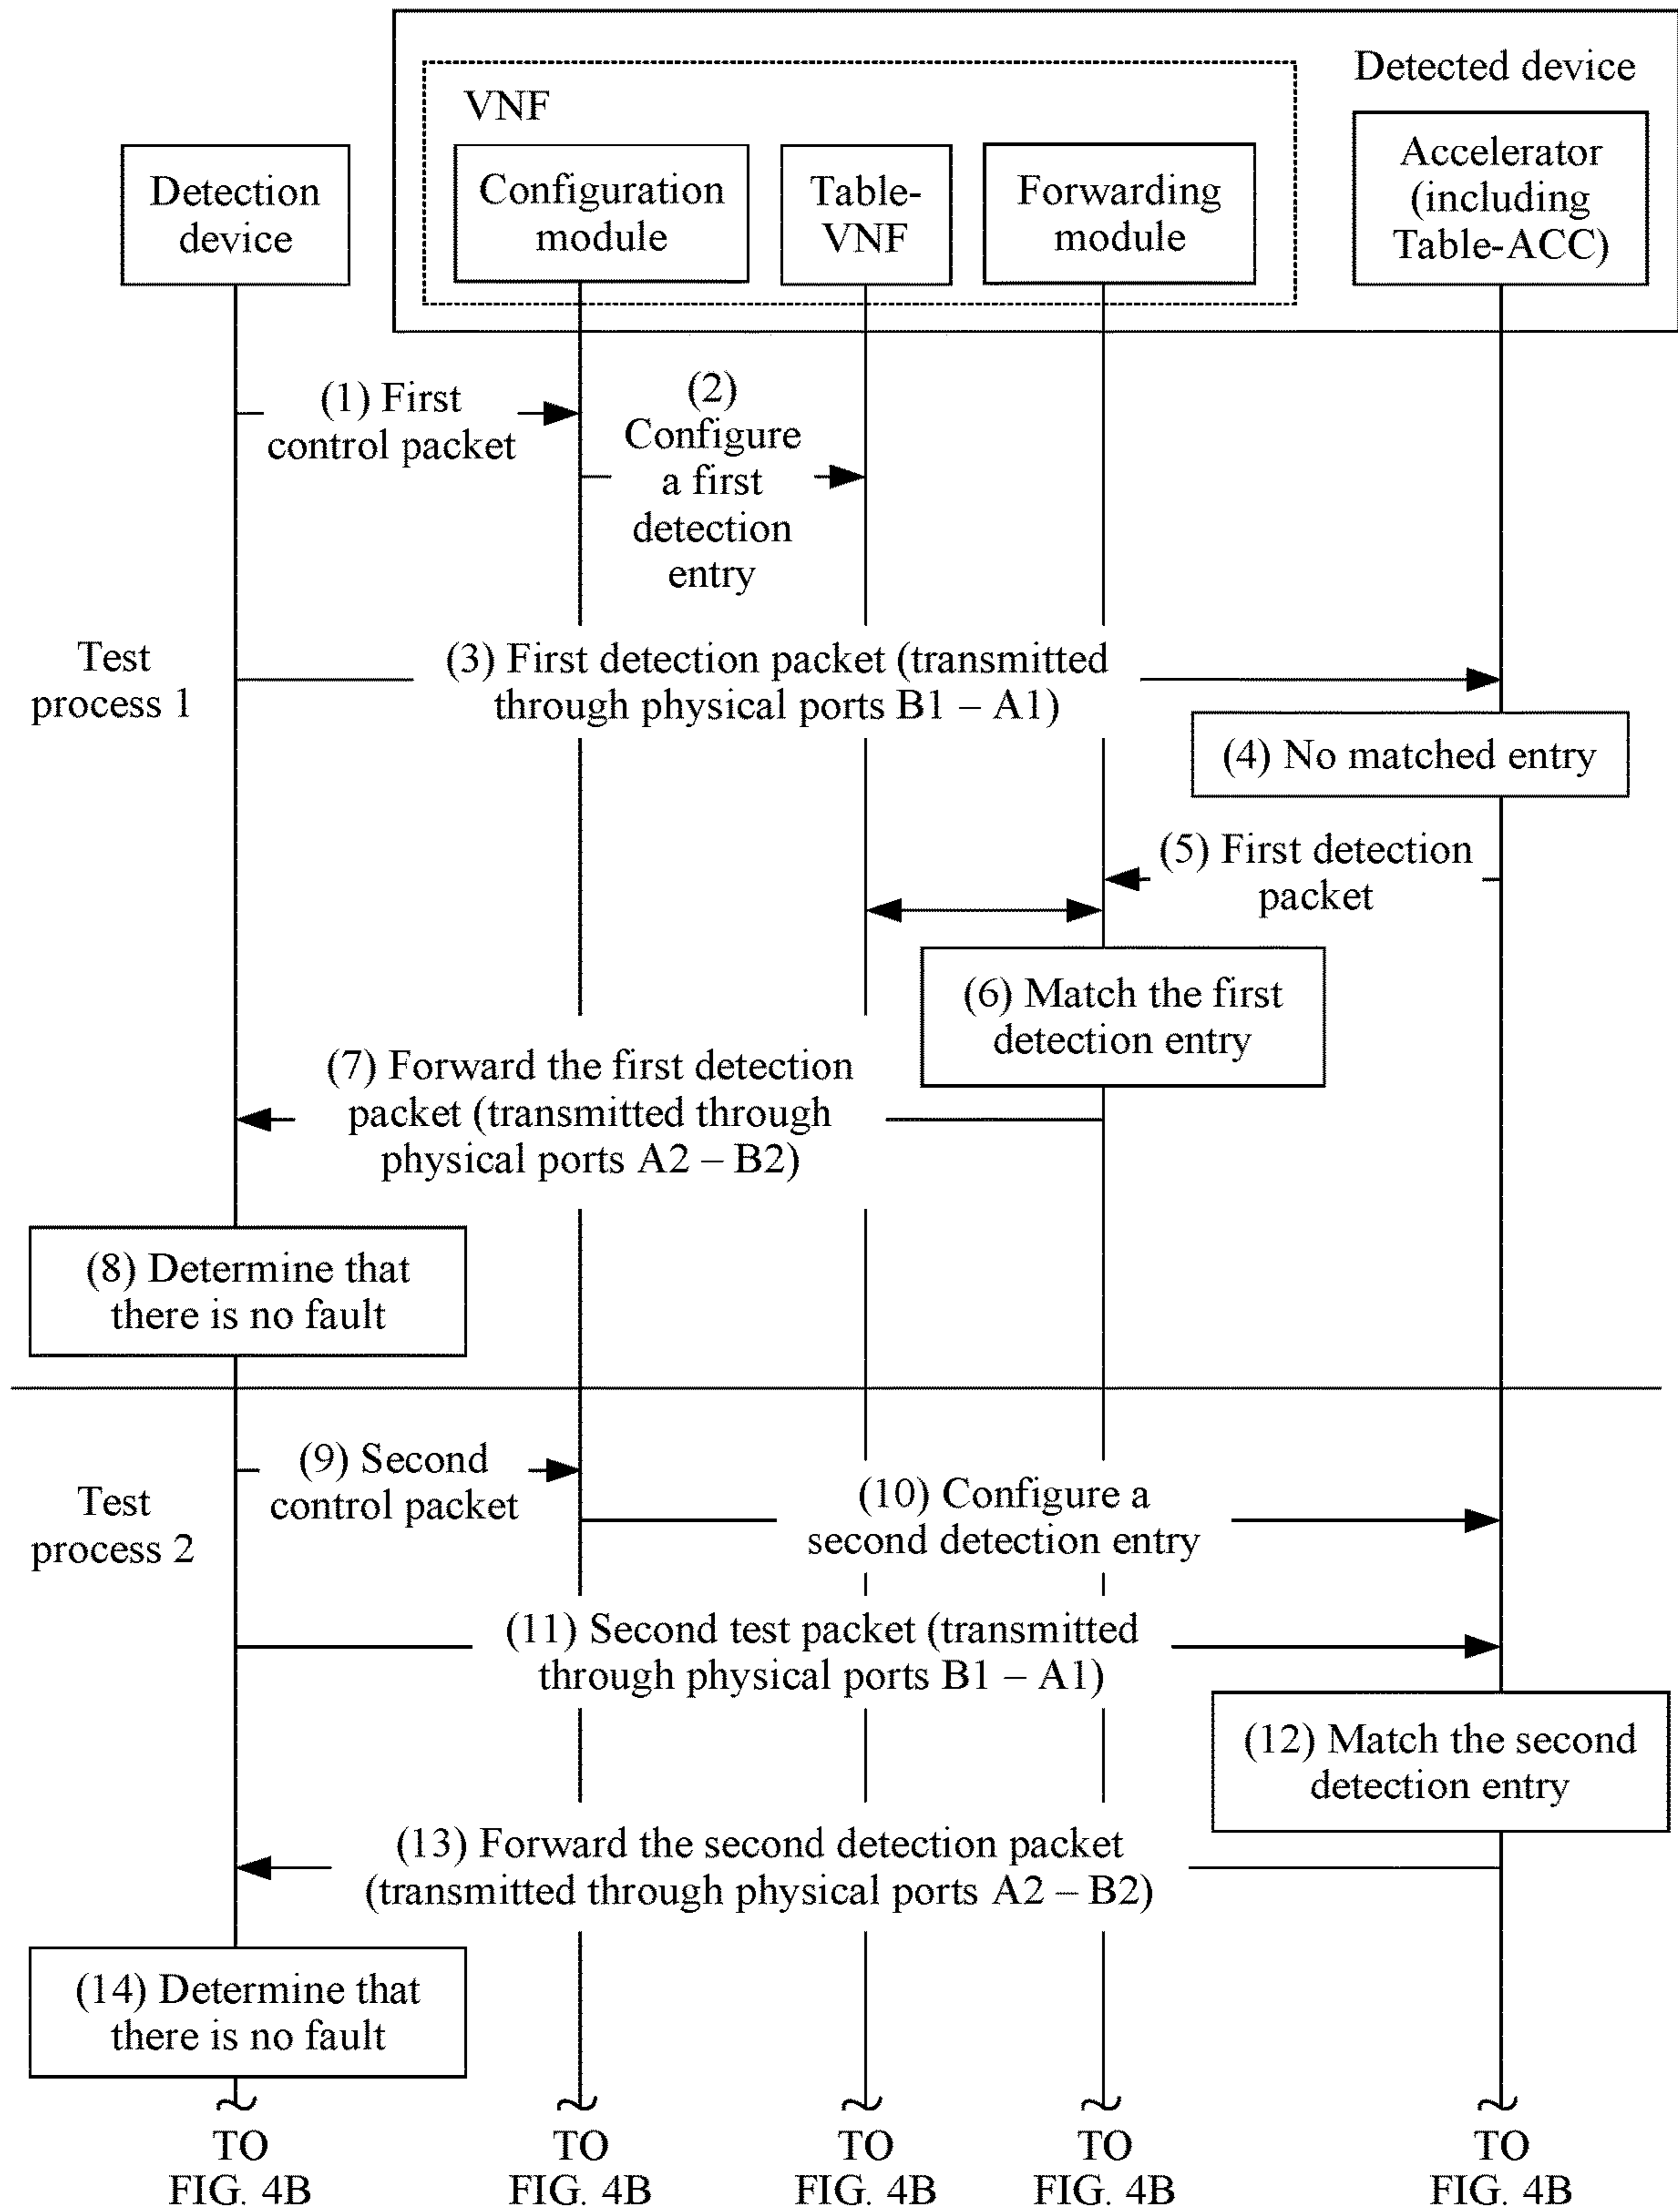 Detected device
VNF
Detection
device
Configuration
module
Table-
VNF
Forwarding
module
Accelerator
(including
Table-ACC)
(1) First
control packet
(2)
Configure
a first
detection
entry
Test
process 1
(3) First detection packet (transmitted
through physical ports B1 – A1)
(4) No matched entry
(5) First detection
packet
(6) Match the first
detection entry
(7) Forward the first detection
packet (transmitted through
physical ports A2 – B2)
(8) Determine that
there is no fault
Test
process 2
(9) Second
control packet
(10) Configure a
second detection entry
(11) Second test packet (transmitted
through physical ports B1 – A1)
(12) Match the second
detection entry
(13) Forward the second detection packet
(transmitted through physical ports A2 – B2)
(14) Determine that
there is no fault
TO
FIG. 4B
TO
FIG. 4B
TO
FIG. 4B
TO
FIG. 4B
TO
FIG. 4B